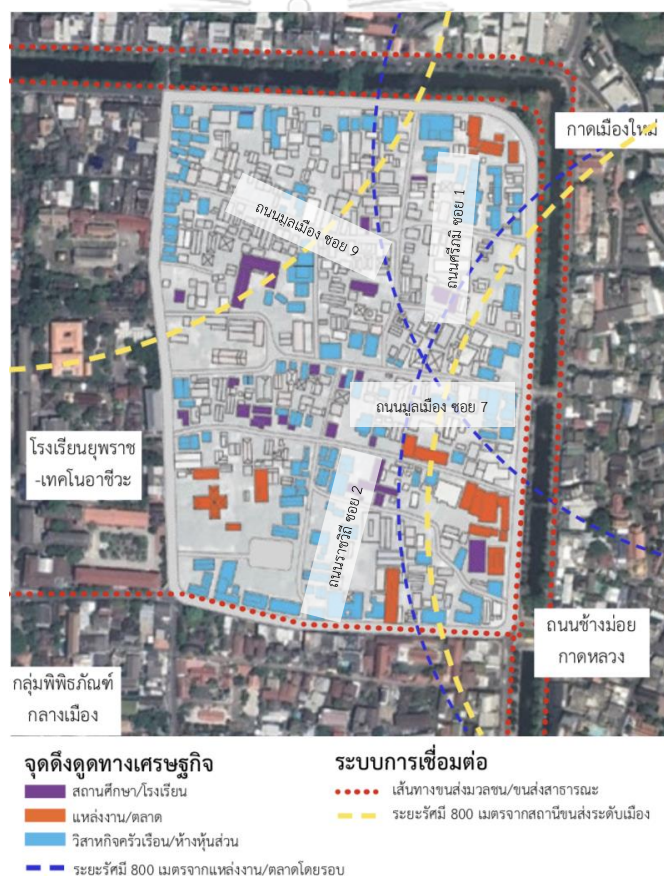 กาดเมืองใหม่
ถนนศรีภูมิ ซอย 1
ถนนมูลเมือง ซอย 9
ถนนมูลเมือง ซอย 7
โรงเรียนยุพราช
-เทคโนอาชีวะ
ถนนราชวิถี ซอย 2
ถนนช้างม่อย
กาดหลวง
กลุ่มพิพิธภัณฑ์
กลางเมือง
จุดดึงดูดทางเศรษฐกิจ
สถานศึกษา/โรงเรียน
แหล่งงาน/ตลาด
วิสาหกิจครัวเรือน/ห้างหุ้นส่วน
ระยะรัศมี 800 เมตรจากแหล่งงาน/ตลาดโดยรอบ
ระบบการเชื่อมต่อ
เส้นทางขนส่งมวลชน/ขนส่งสาธารณะ
ระยะรัศมี 800 เมตรจากสถานีขนส่งระดับเมือง